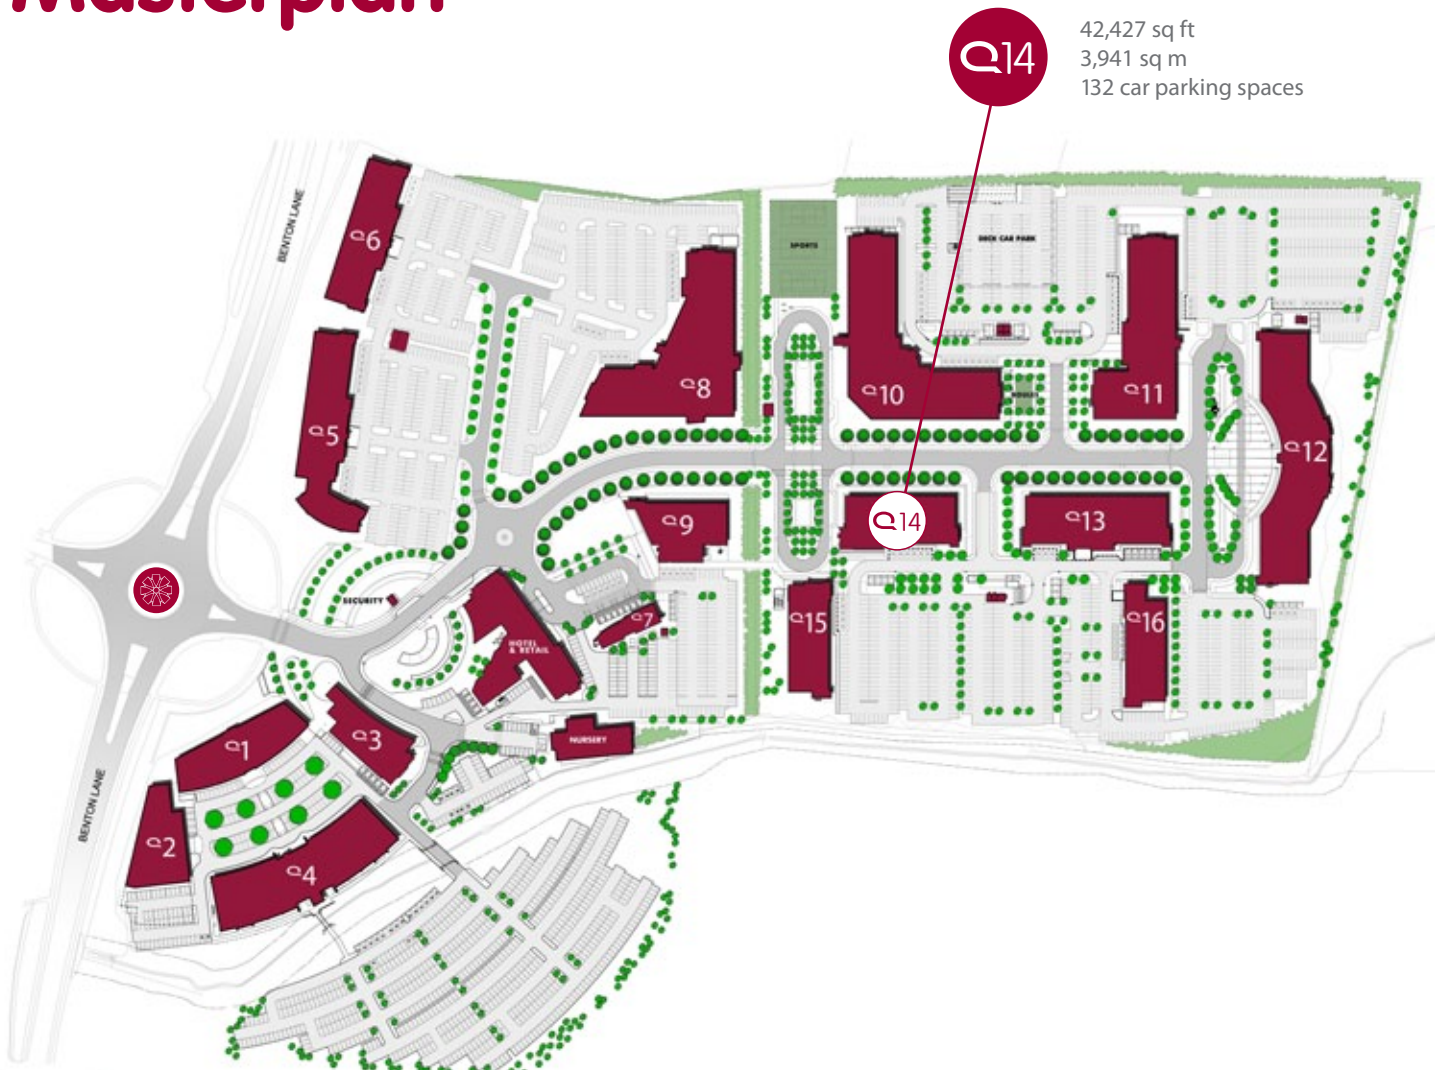 Masterplan
Q14
42,427 sq ft
3,941 sq m
132 car parking spaces
BENTON LANE
Q6
SPORTS
DECK CAR PARK
Q8
Q10
Q11
Q5
Q12
Q9
Q14
Q13
SECURITY
Q7
Q15
Q16
HOTEL
& RETAIL
Q1
Q3
NURSERY
BENTON LANE
Q2
Q4